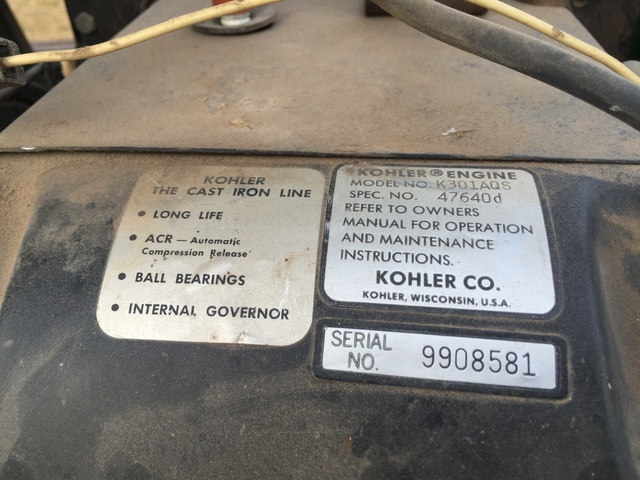 KOHLER
THE CAST IRON LINE
• LONG LIFE
• ACR — Automatic
Compression Release
• BALL BEARINGS
• INTERNAL GOVERNOR
KOHLER® ENGINE
MODEL NO. K301AQS
SPEC. NO. 47640d
REFER TO OWNERS
MANUAL FOR OPERATION
AND MAINTENANCE
INSTRUCTIONS.
KOHLER CO.
KOHLER, WISCONSIN, U.S.A.
SERIAL
NO. 9908581